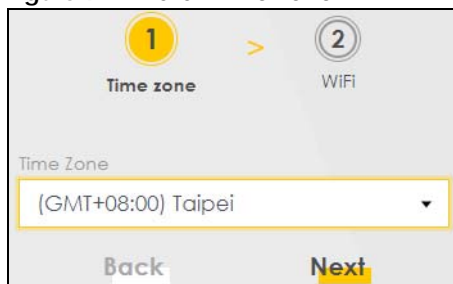 1 > 2
Time zone WiFi
Time Zone
(GMT+08:00) Taipei
Back Next